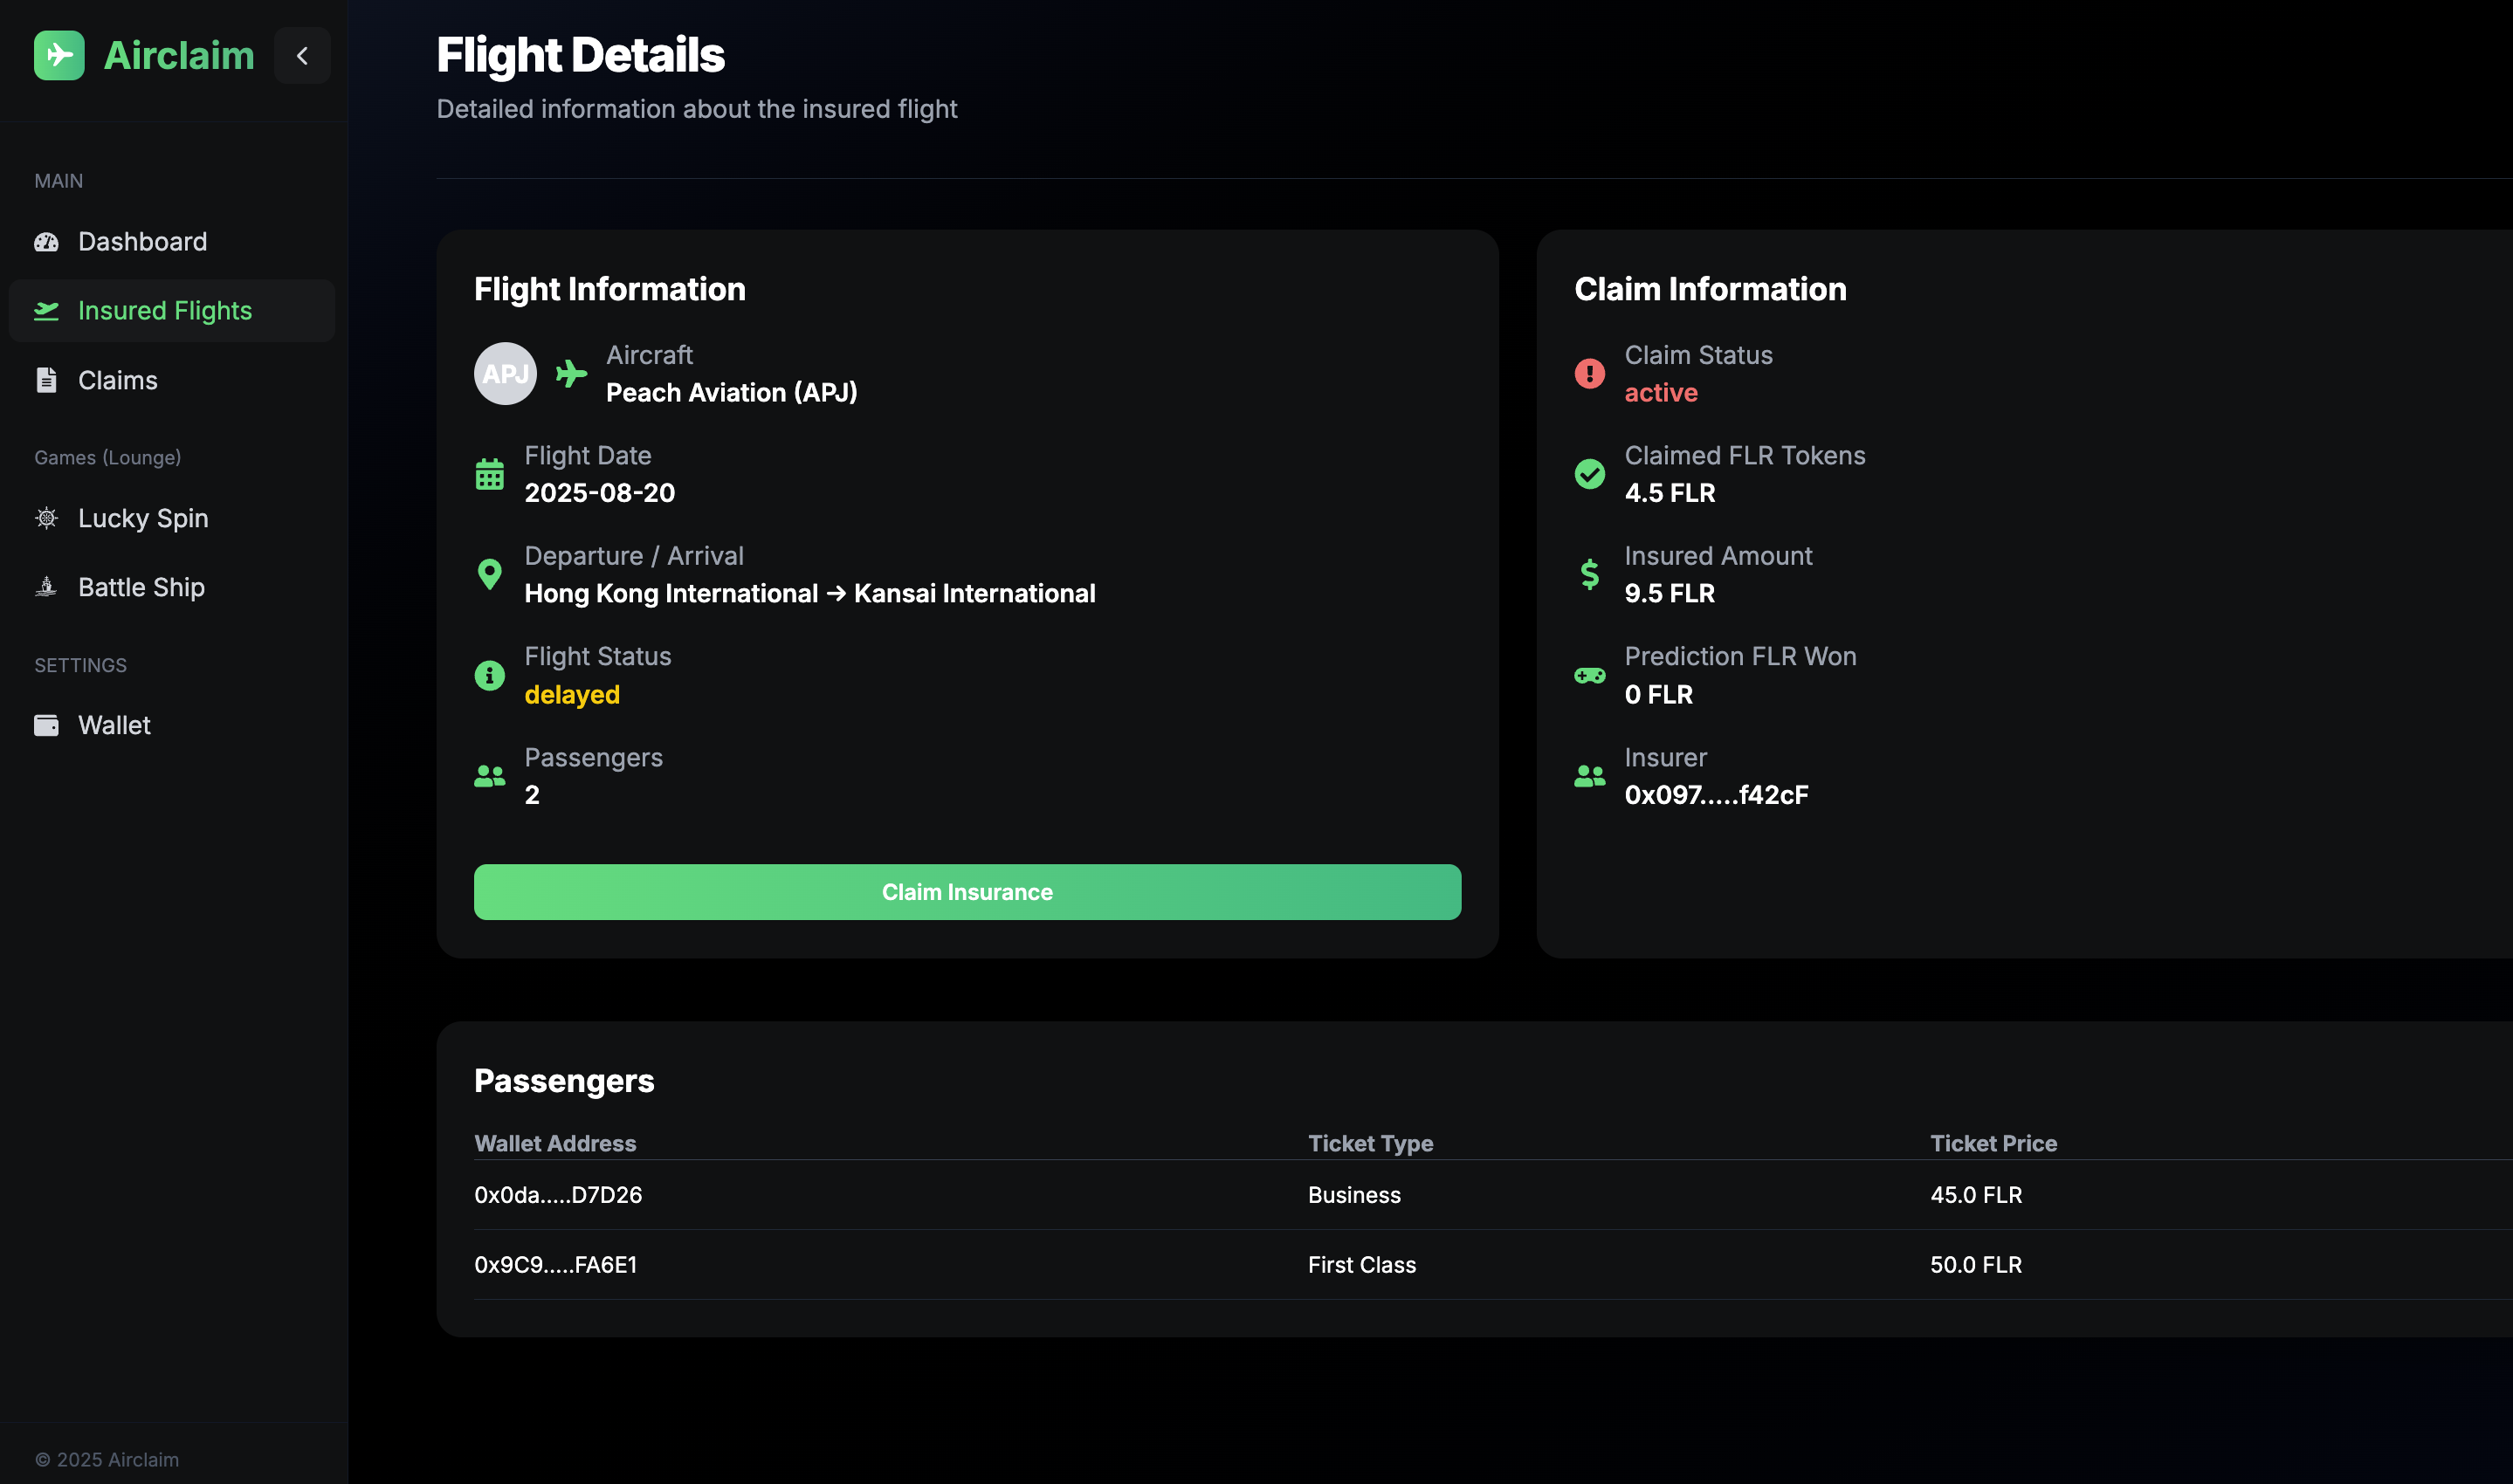 Airclaim
MAIN
Dashboard
Insured Flights
Claims
Games (Lounge)
Lucky Spin
Battle Ship
SETTINGS
Wallet
© 2025 Airclaim
Flight Details
Detailed information about the insured flight
Flight Information
APJ
Aircraft
Peach Aviation (APJ)
Flight Date
2025-08-20
Departure / Arrival
Hong Kong International → Kansai International
Flight Status
delayed
Passengers
2
Claim Insurance
Claim Information
Claim Status
active
Claimed FLR Tokens
4.5 FLR
Insured Amount
9.5 FLR
Prediction FLR Won
0 FLR
Insurer
0x097.....f42cF
Passengers
Wallet Address Ticket Type Ticket Price
0x0da.....D7D26 Business 45.0 FLR
0x9C9.....FA6E1 First Class 50.0 FLR